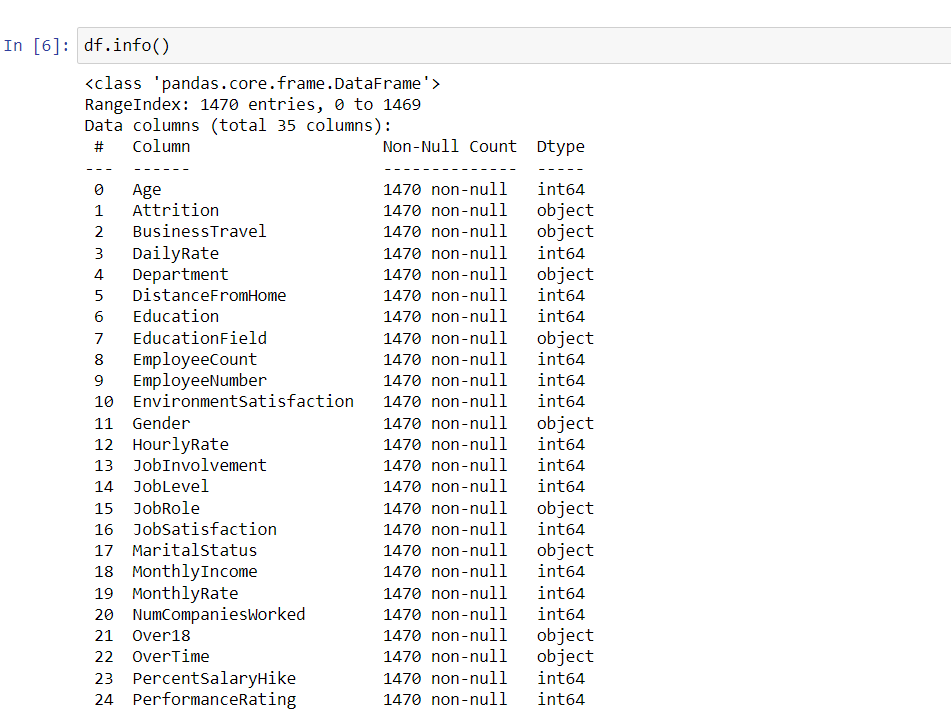 In [6]: df.info()
<class 'pandas.core.frame.DataFrame'>
RangeIndex: 1470 entries, 0 to 1469
Data columns (total 35 columns):
 #   Column                    Non-Null Count  Dtype
---  ------                    --------------  -----
 0   Age                       1470 non-null   int64
 1   Attrition                 1470 non-null   object
 2   BusinessTravel            1470 non-null   object
 3   DailyRate                 1470 non-null   int64
 4   Department                1470 non-null   object
 5   DistanceFromHome          1470 non-null   int64
 6   Education                 1470 non-null   int64
 7   EducationField            1470 non-null   object
 8   EmployeeCount             1470 non-null   int64
 9   EmployeeNumber            1470 non-null   int64
 10  EnvironmentSatisfaction   1470 non-null   int64
 11  Gender                    1470 non-null   object
 12  HourlyRate                1470 non-null   int64
 13  JobInvolvement            1470 non-null   int64
 14  JobLevel                  1470 non-null   int64
 15  JobRole                   1470 non-null   object
 16  JobSatisfaction           1470 non-null   int64
 17  MaritalStatus             1470 non-null   object
 18  MonthlyIncome             1470 non-null   int64
 19  MonthlyRate               1470 non-null   int64
 20  NumCompaniesWorked        1470 non-null   int64
 21  Over18                    1470 non-null   object
 22  OverTime                  1470 non-null   object
 23  PercentSalaryHike         1470 non-null   int64
 24  PerformanceRating         1470 non-null   int64